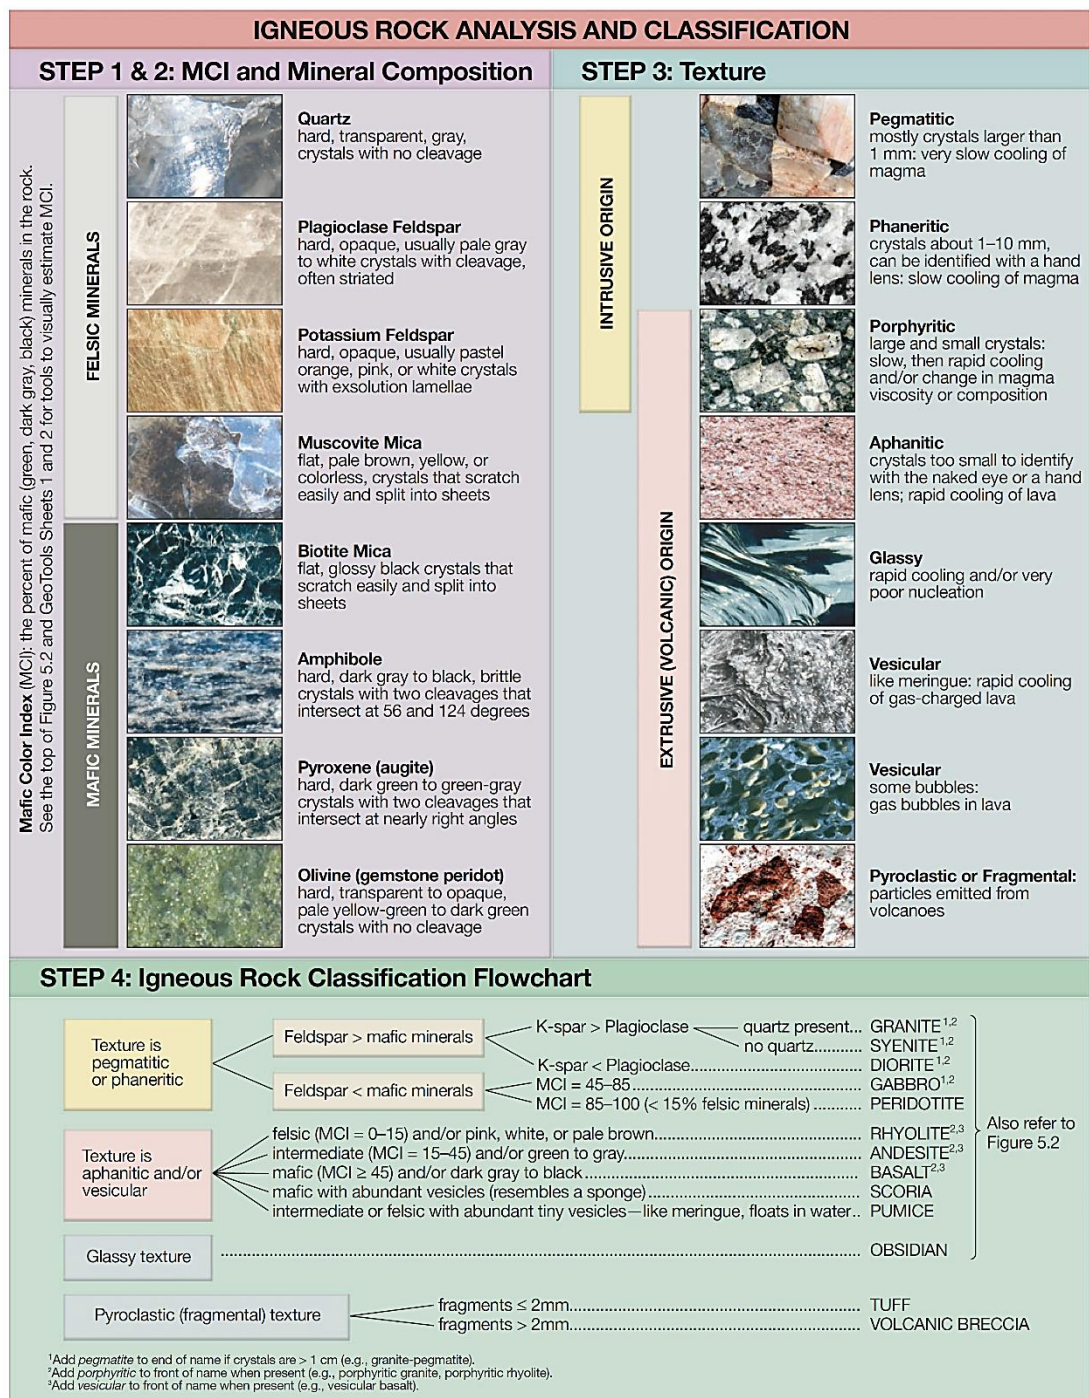 IGNEOUS ROCK ANALYSIS AND CLASSIFICATION
STEP 1 & 2: MCI and Mineral Composition
Mafic Color Index (MCI): the percent of mafic (green, dark gray, black) minerals in the rock.
See the top of Figure 5.2 and GeoTools Sheets 1 and 2 for tools to visually estimate MCI.
FELSIC MINERALS
Quartz
hard, transparent, gray,
crystals with no cleavage
Plagioclase Feldspar
hard, opaque, usually pale gray
to white crystals with cleavage,
often striated
Potassium Feldspar
hard, opaque, usually pastel
orange, pink, or white crystals
with exsolution lamellae
Muscovite Mica
flat, pale brown, yellow, or
colorless, crystals that scratch
easily and split into sheets
MAFIC MINERALS
Biotite Mica
flat, glossy black crystals that
scratch easily and split into
sheets
Amphibole
hard, dark gray to black, brittle
crystals with two cleavages that
intersect at 56 and 124 degrees
Pyroxene (augite)
hard, dark green to green-gray
crystals with two cleavages that
intersect at nearly right angles
Olivine (gemstone peridot)
hard, transparent to opaque,
pale yellow-green to dark green
crystals with no cleavage
STEP 3: Texture
INTRUSIVE ORIGIN
EXTRUSIVE (VOLCANIC) ORIGIN
Pegmatitic
mostly crystals larger than
1 mm: very slow cooling of
magma
Phaneritic
crystals about 1–10 mm,
can be identified with a hand
lens: slow cooling of magma
Porphyritic
large and small crystals:
slow, then rapid cooling
and/or change in magma
viscosity or composition
Aphanitic
crystals too small to identify
with the naked eye or a hand
lens; rapid cooling of lava
Glassy
rapid cooling and/or very
poor nucleation
Vesicular
like meringue: rapid cooling
of gas-charged lava
Vesicular
some bubbles:
gas bubbles in lava
Pyroclastic or Fragmental:
particles emitted from
volcanoes
STEP 4: Igneous Rock Classification Flowchart
Texture is
pegmatitic
or phaneritic
Feldspar > mafic minerals
K-spar > Plagioclase
quartz present... GRANITE1,2
no quartz........... SYENITE1,2
K-spar < Plagioclase.................... DIORITE1,2
Feldspar < mafic minerals
MCI = 45–85.................... GABBRO1,2
MCI = 85–100 (< 15% felsic minerals) ........... PERIDOTITE
Texture is
aphanitic and/or
vesicular
felsic (MCI = 0–15) and/or pink, white, or pale brown.................... RHYOLITE2,3
intermediate (MCI = 15–45) and/or green to gray.................... ANDESITE2,3
mafic (MCI ≥ 45) and/or dark gray to black.................... BASALT2,3
mafic with abundant vesicles (resembles a sponge).................... SCORIA
intermediate or felsic with abundant tiny vesicles—like meringue, floats in water.. PUMICE
Glassy texture
.................... OBSIDIAN
Also refer to
Figure 5.2
Pyroclastic (fragmental) texture
fragments ≤ 2mm.................... TUFF
fragments > 2mm.................... VOLCANIC BRECCIA
1Add pegmatite to end of name if crystals are > 1 cm (e.g., granite-pegmatite).
2Add porphyritic to front of name when present (e.g., porphyritic granite, porphyritic rhyolite).
3Add vesicular to front of name when present (e.g., vesicular basalt).